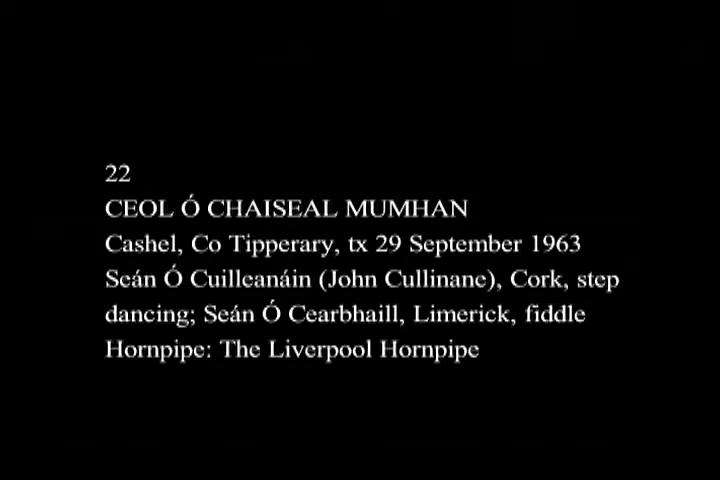 22
CEOL Ó CHAISEAL MUMHAN
Cashel, Co Tipperary, tx 29 September 1963
Seán Ó Cuilleanáin (John Cullinane), Cork, step
dancing; Seán Ó Cearbhaill, Limerick, fiddle
Hornpipe: The Liverpool Hornpipe